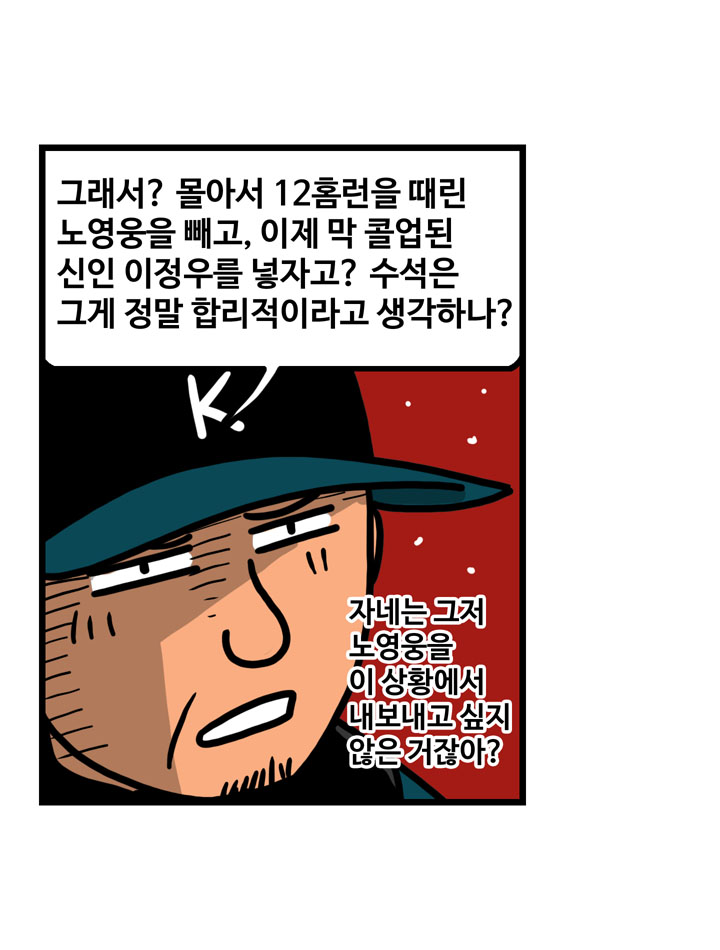 그래서? 몰아서 12홈런을 때린
노영웅을 빼고, 이제 막 콜업된
신인 이정우를 넣자고? 수석은
그게 정말 합리적이라고 생각하나?
K
자네는 그저
노영웅을
이 상황에서
내보내고 싶지
않은 거잖아?